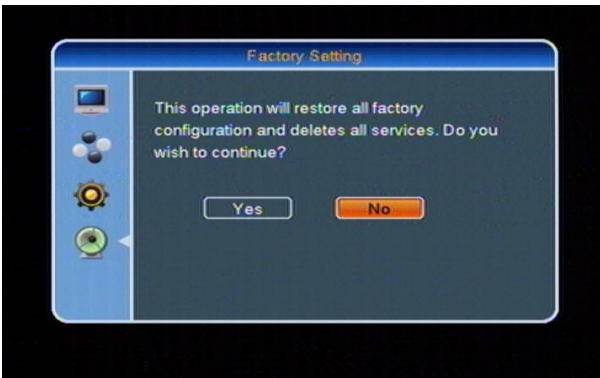 Factory Setting
This operation will restore all factory
configuration and deletes all services. Do you
wish to continue?
Yes No